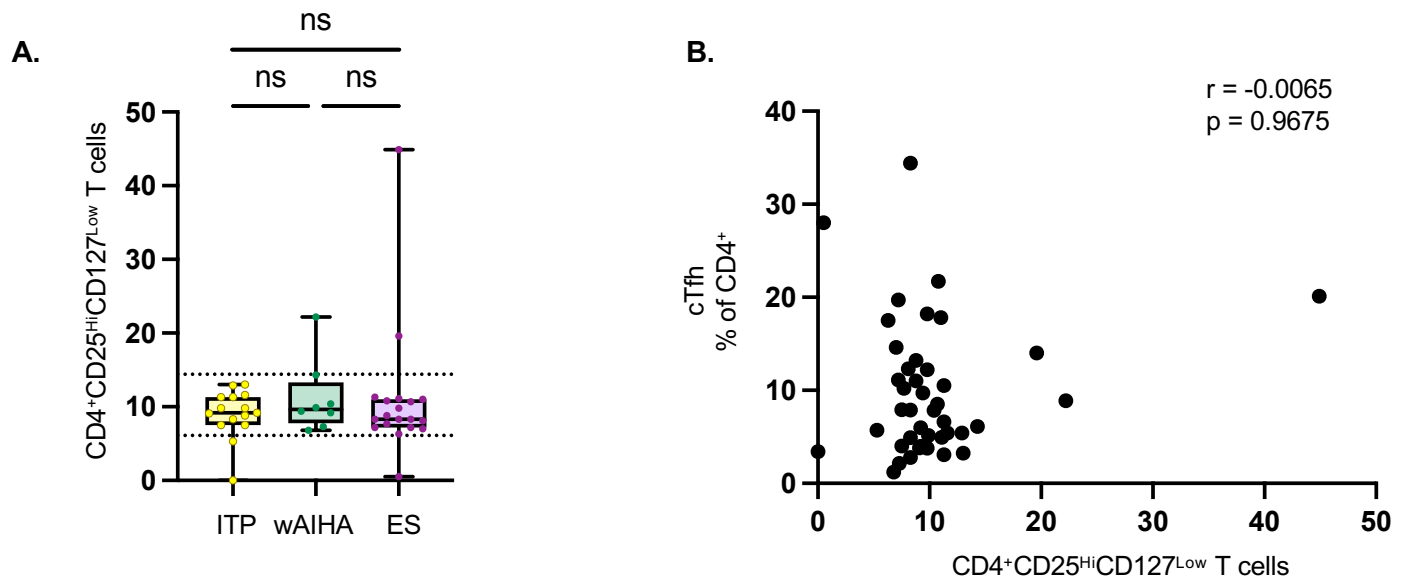 A.
ns
ns ns
CD4⁺CD25ᴴⁱCD127ᴸᵒʷ T cells
50
40
30
20
10
0
ITP wAIHA ES
B.
r = -0.0065
p = 0.9675
cTfh
% of CD4⁺
40
30
20
10
0
0 10 20 30 40 50
CD4⁺CD25ᴴⁱCD127ᴸᵒʷ T cells